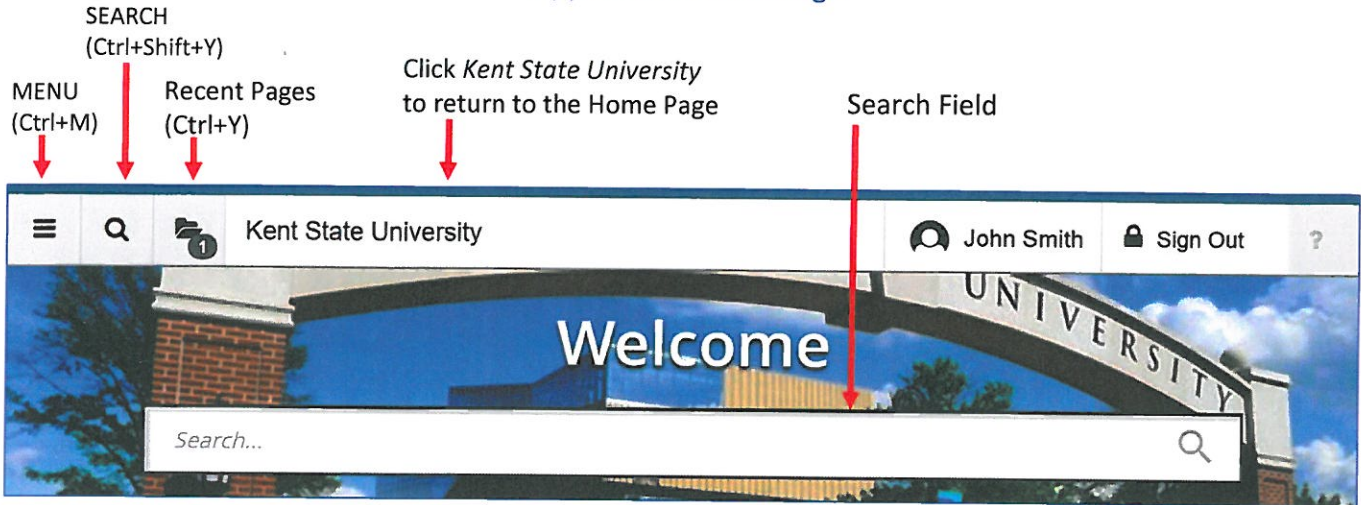 SEARCH
(Ctrl+Shift+Y)
MENU
(Ctrl+M)
Recent Pages
(Ctrl+Y)
Click Kent State University
to return to the Home Page
Search Field
1
Kent State University
John Smith
Sign Out
?
UNIVERSITY
Welcome
Search...